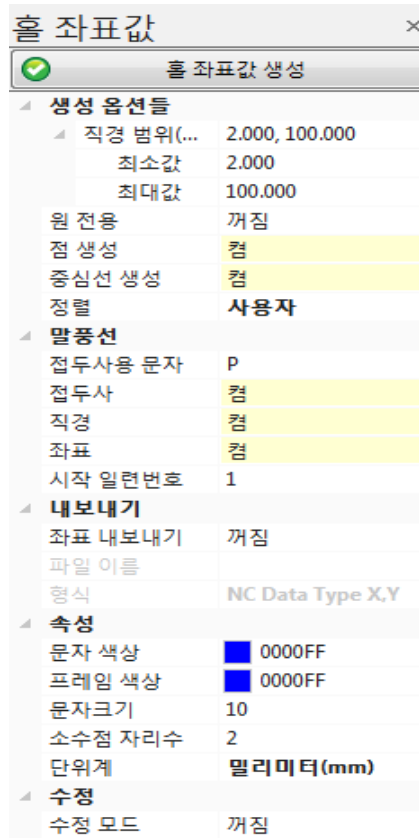 홀 좌표값
홀 좌표값 생성
생성 옵션들
직경 범위(... 2.000, 100.000
최소값 2.000
최대값 100.000
원 전용 꺼짐
점 생성 켬
중심선 생성 켬
정렬 사용자
말풍선
접두사용 문자 P
접두사 켬
직경 켬
좌표 켬
시작 일련번호 1
내보내기
좌표 내보내기 꺼짐
파일 이름
형식 NC Data Type X,Y
속성
문자 색상 0000FF
프레임 색상 0000FF
문자크기 10
소수점 자리수 2
단위계 밀리미터(mm)
수정
수정 모드 꺼짐